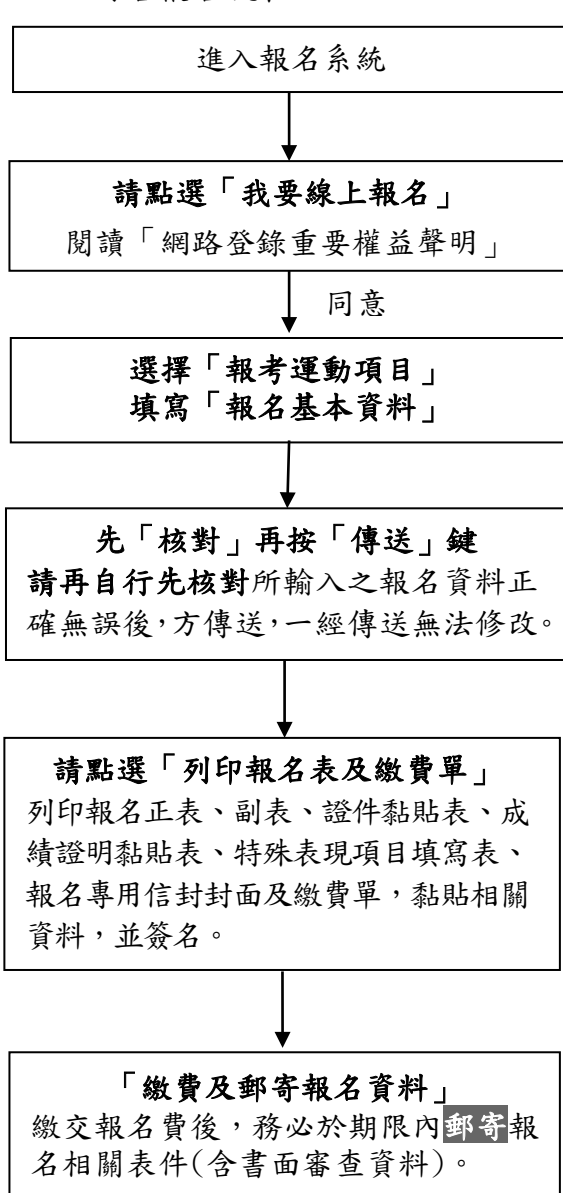 進入報名系統
請點選「我要線上報名」
閱讀「網路登錄重要權益聲明」
同意
選擇「報考運動項目」
填寫「報名基本資料」
先「核對」再按「傳送」鍵
請再自行先核對所輸入之報名資料正
確無誤後，方傳送，一經傳送無法修改。
請點選「列印報名表及繳費單」
列印報名正表、副表、證件黏貼表、成
績證明黏貼表、特殊表現項目填寫表、
報名專用信封封面及繳費單，黏貼相關
資料，並簽名。
「繳費及郵寄報名資料」
繳交報名費後，務必於期限內郵寄報
名相關表件(含書面審查資料)。